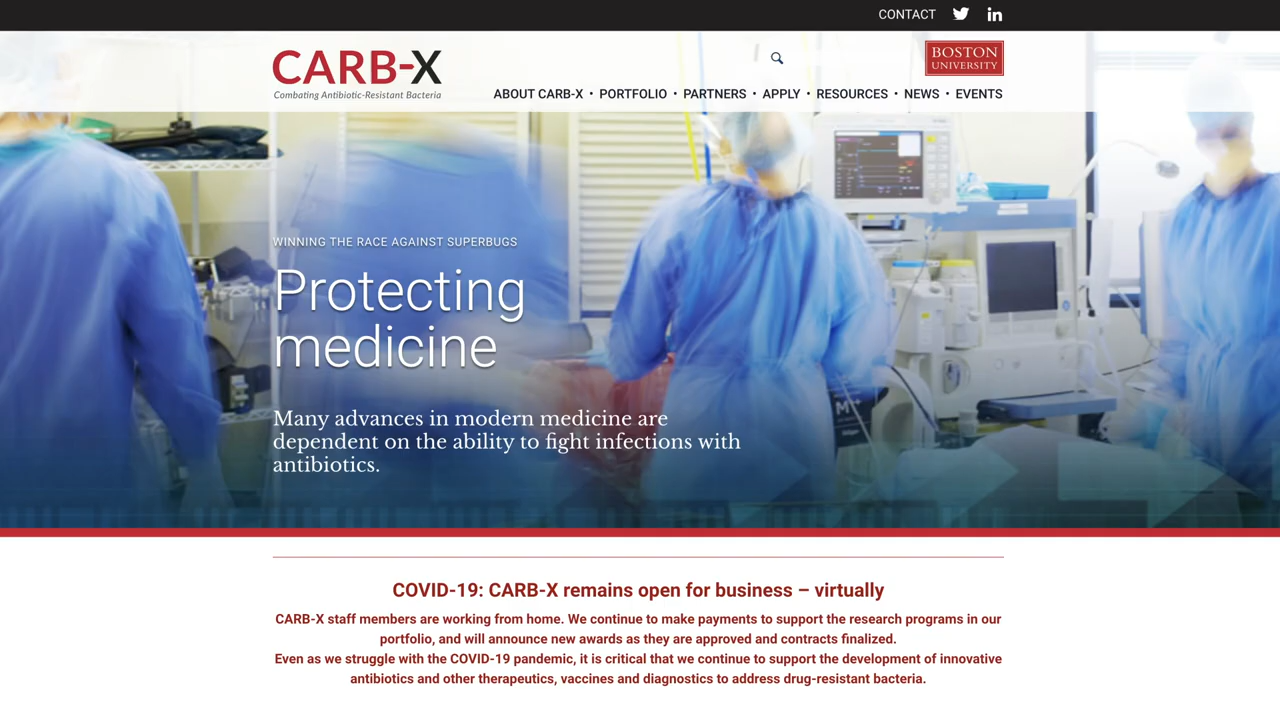 CONTACT
CARB-X
Combating Antibiotic-Resistant Bacteria
BOSTON
UNIVERSITY
ABOUT CARB-X • PORTFOLIO • PARTNERS • APPLY • RESOURCES • NEWS • EVENTS
WINNING THE RACE AGAINST SUPERBUGS
Protecting
medicine
Many advances in modern medicine are
dependent on the ability to fight infections with
antibiotics.
COVID-19: CARB-X remains open for business – virtually
CARB-X staff members are working from home. We continue to make payments to support the research programs in our
portfolio, and will announce new awards as they are approved and contracts finalized.
Even as we struggle with the COVID-19 pandemic, it is critical that we continue to support the development of innovative
antibiotics and other therapeutics, vaccines and diagnostics to address drug-resistant bacteria.